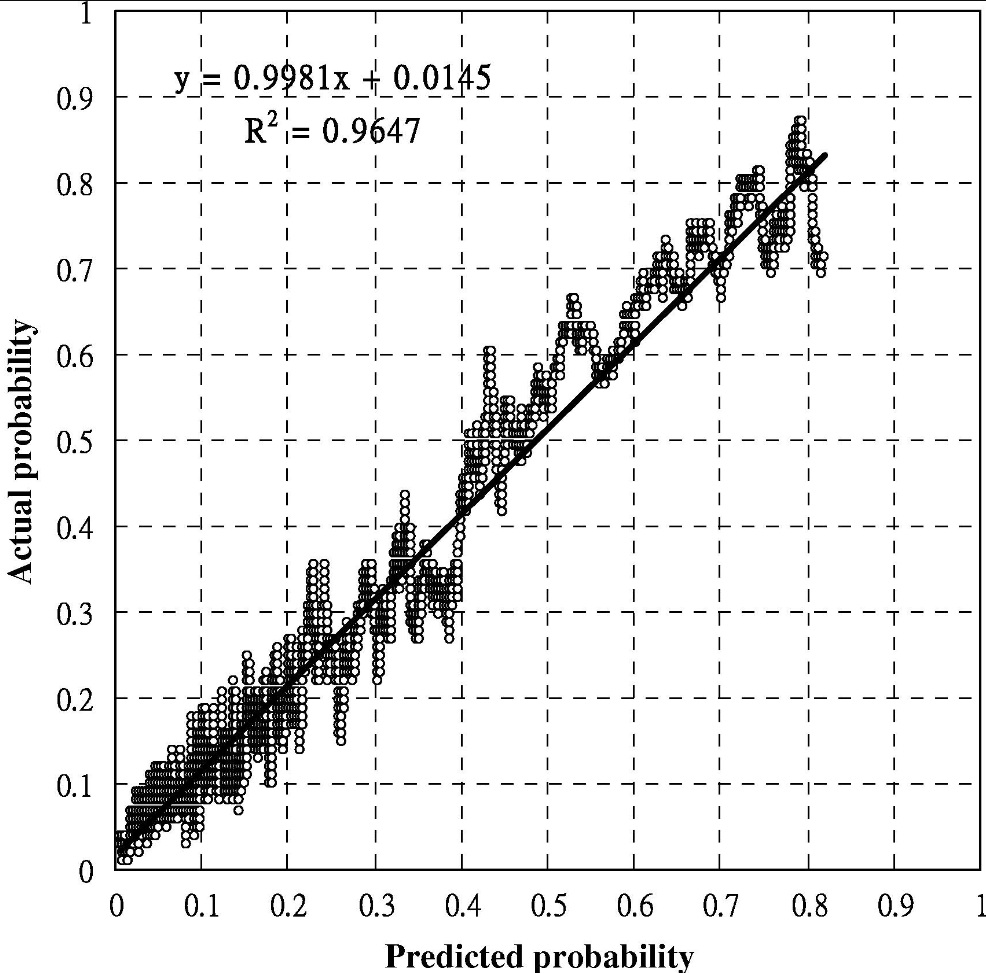 y = 0.9981x + 0.0145
R² = 0.9647
1
0.9
0.8
0.7
0.6
0.5
0.4
0.3
0.2
0.1
0
Actual probability
0 0.1 0.2 0.3 0.4 0.5 0.6 0.7 0.8 0.9 1
Predicted probability